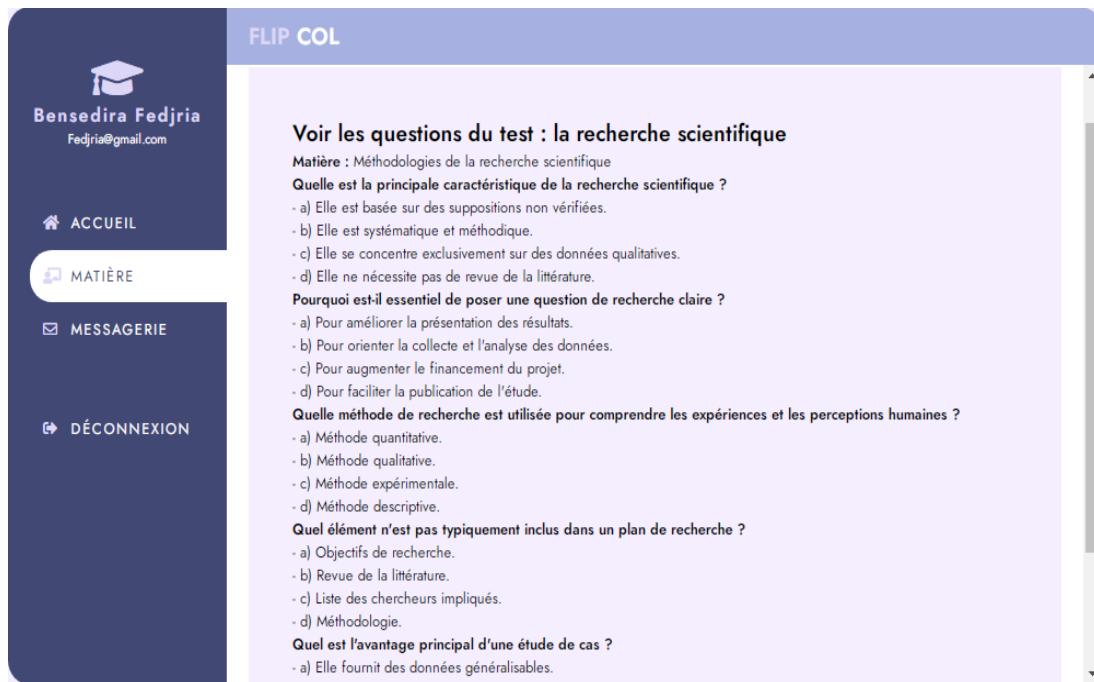 FLIP COL
Bensedira Fedjria
Fedjria@gmail.com
ACCUEIL
MATIÈRE
MESSAGERIE
DÉCONNEXION
Voir les questions du test : la recherche scientifique
Matière : Méthodologies de la recherche scientifique
Quelle est la principale caractéristique de la recherche scientifique ?
- a) Elle est basée sur des suppositions non vérifiées.
- b) Elle est systématique et méthodique.
- c) Elle se concentre exclusivement sur des données qualitatives.
- d) Elle ne nécessite pas de revue de la littérature.
Pourquoi est-il essentiel de poser une question de recherche claire ?
- a) Pour améliorer la présentation des résultats.
- b) Pour orienter la collecte et l'analyse des données.
- c) Pour augmenter le financement du projet.
- d) Pour faciliter la publication de l'étude.
Quelle méthode de recherche est utilisée pour comprendre les expériences et les perceptions humaines ?
- a) Méthode quantitative.
- b) Méthode qualitative.
- c) Méthode expérimentale.
- d) Méthode descriptive.
Quel élément n'est pas typiquement inclus dans un plan de recherche ?
- a) Objectifs de recherche.
- b) Revue de la littérature.
- c) Liste des chercheurs impliqués.
- d) Méthodologie.
Quel est l'avantage principal d'une étude de cas ?
- a) Elle fournit des données généralisables.